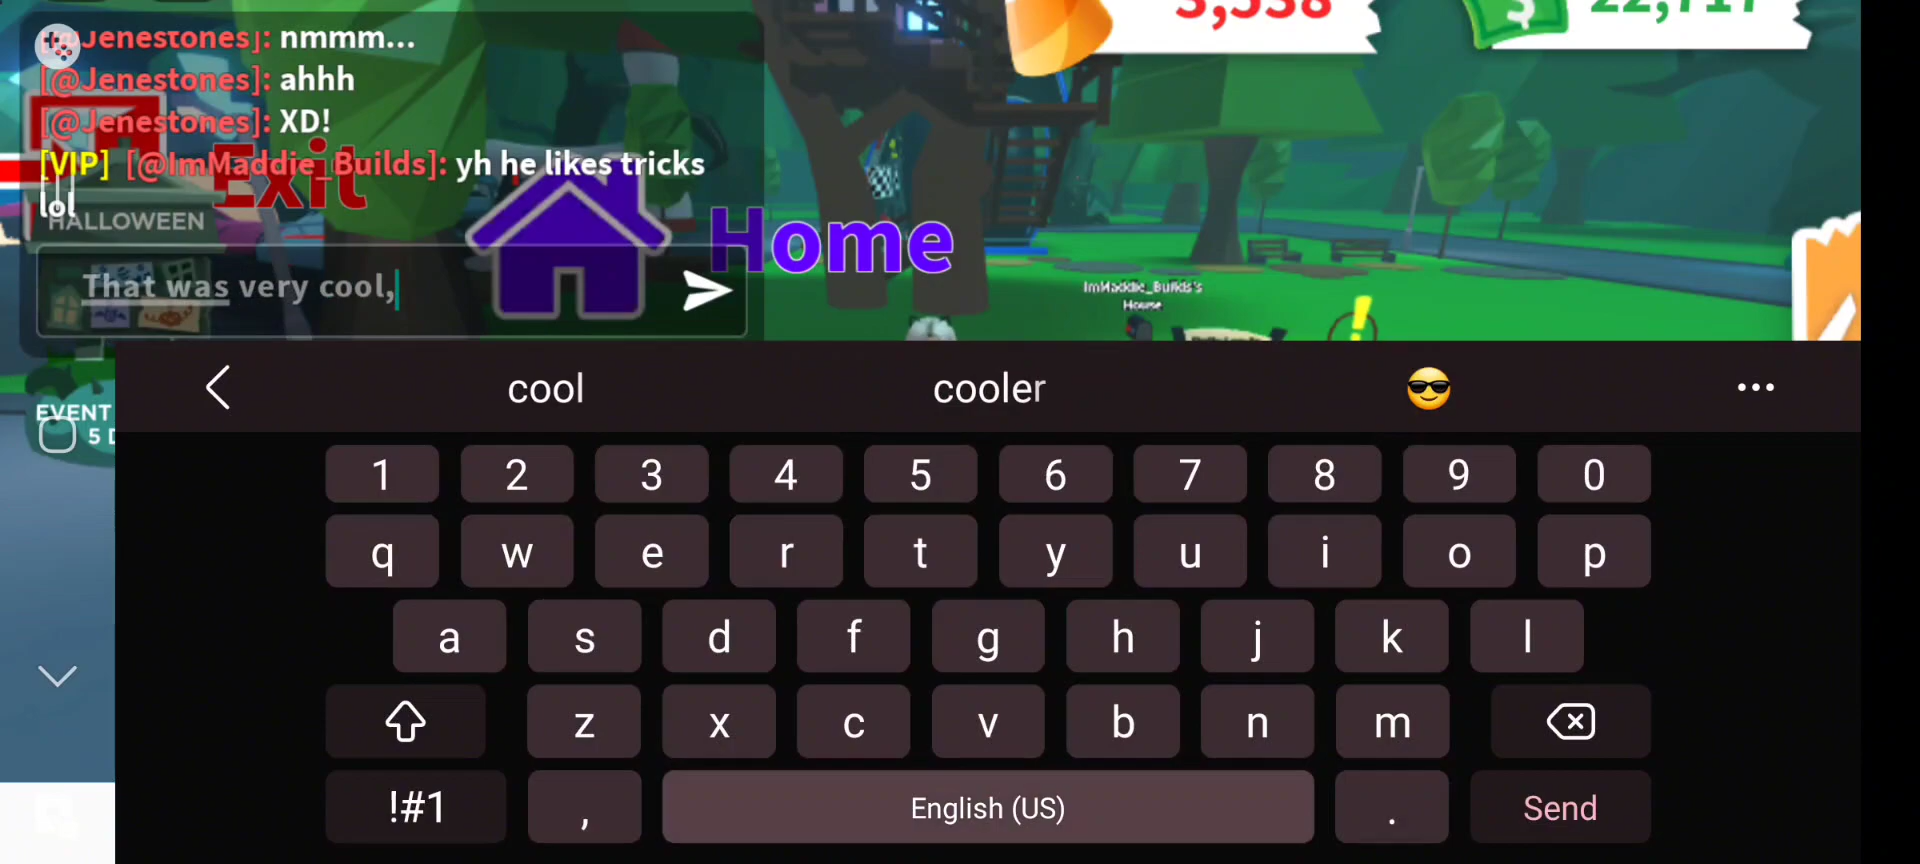 [@Jenestones]: nmmm...
[@Jenestones]: ahhh
[@Jenestones]: XD!
[VIP] [@ImMaddie_Builds]: yh he likes tricks
lol
Exit
HALLOWEEN
Home
That was very cool,
3,538
22,717
ImMaddie_Builds's
House
EVENT
5 D
cool cooler 😎 ...
1 2 3 4 5 6 7 8 9 0
q w e r t y u i o p
a s d f g h j k l
z x c v b n m
!#1 , English (US) . Send